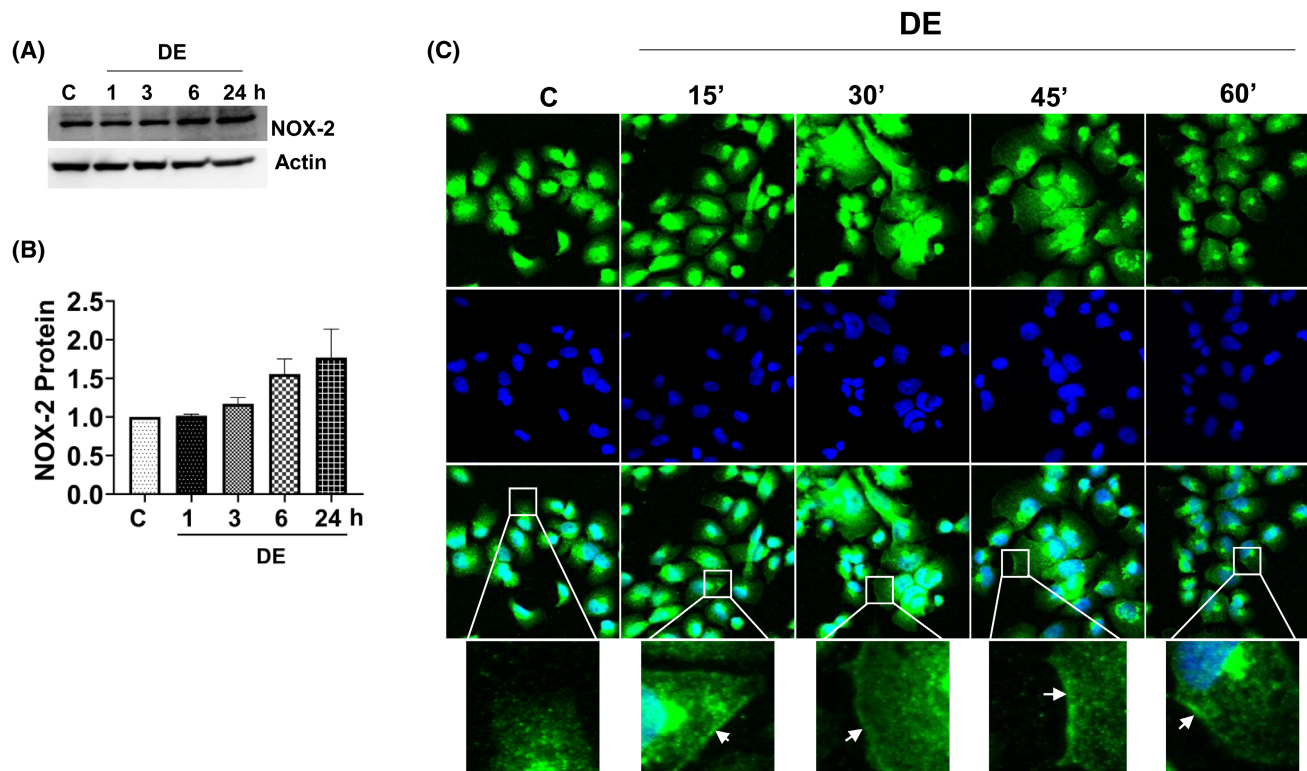 (A)
DE
C 1 3 6 24 h
NOX-2
Actin
(B)
NOX-2 Protein
2.5
2.0
1.5
1.0
0.5
0.0
C 1 3 6 24 h
DE
(C)
DE
C 15’ 30’ 45’ 60’